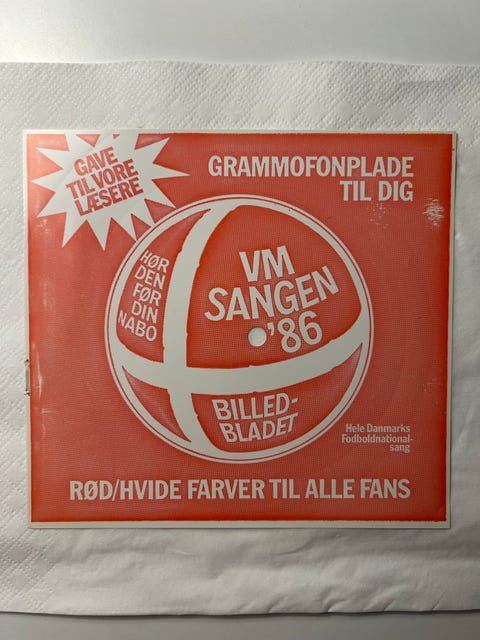 GAVE
TIL VORE
LÆSERE
GRAMMOFONPLADE
TIL DIG
HØR
DEN
FØR
DIN
NABO
VM
SANGEN
'86
BILLED-
BLADET
Hele Danmarks
Fodboldnational-
sang
RØD/HVIDE FARVER TIL ALLE FANS